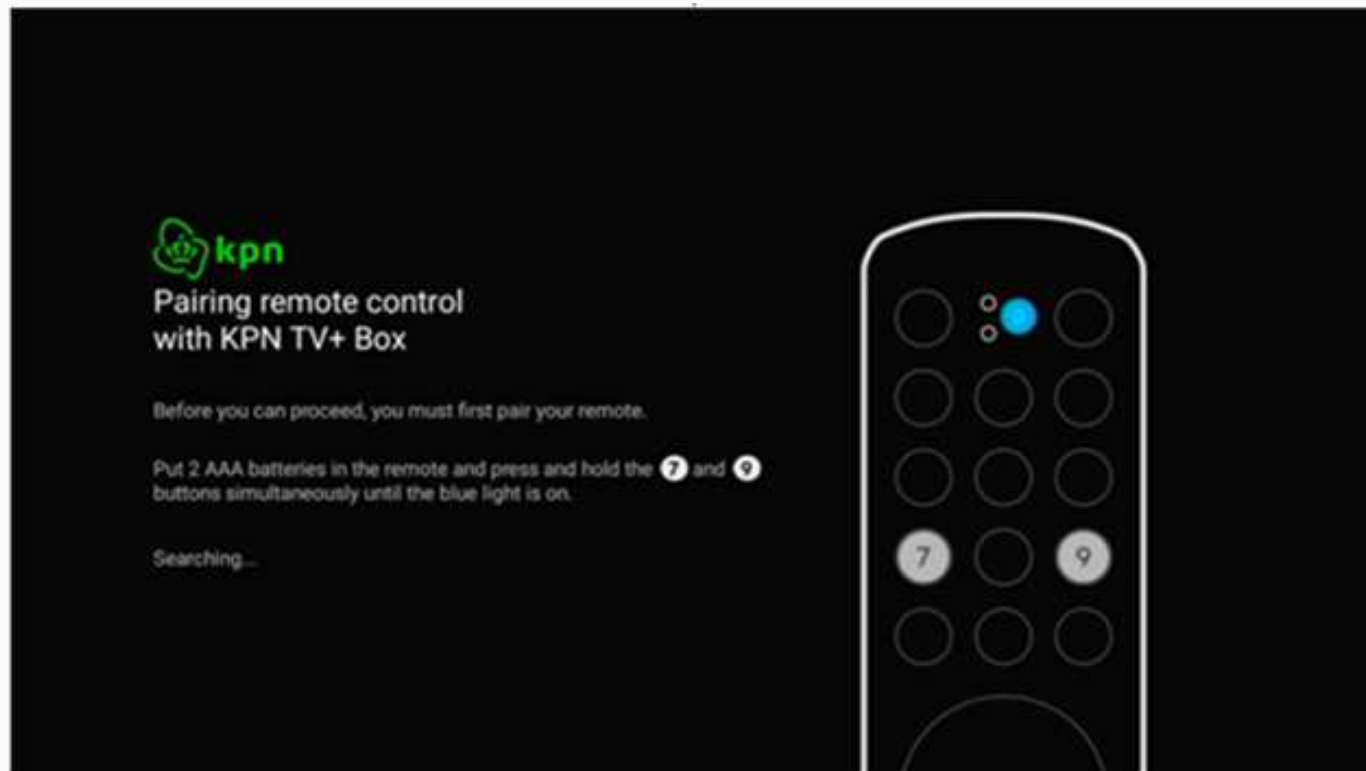 kpn
Pairing remote control
with KPN TV+ Box
Before you can proceed, you must first pair your remote.
Put 2 AAA batteries in the remote and press and hold the 7 and 9
buttons simultaneously until the blue light is on.
Searching...
7 9